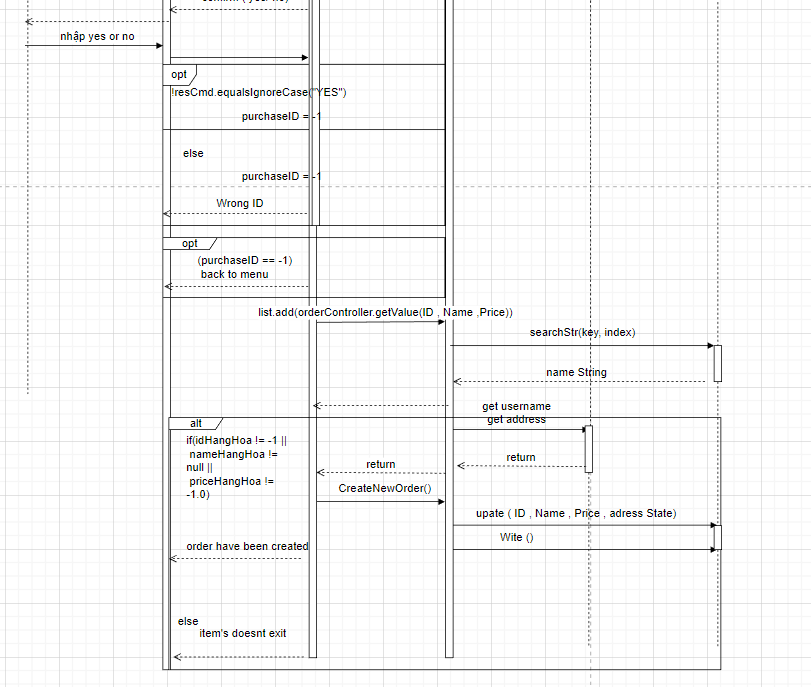 nhập yes or no
opt
!resCmd.equalsIgnoreCase("YES")
purchaseID = -1
else
purchaseID = -1
Wrong ID
opt
(purchaseID == -1)
back to menu
list.add(orderController.getValue(ID , Name ,Price))
searchStr(key, index)
name String
get username
get address
alt
if(idHangHoa != -1 ||
nameHangHoa !=
null ||
priceHangHoa !=
-1.0)
return
return
CreateNewOrder()
upate ( ID , Name , Price , adress State)
Wite ()
order have been created
else
item's doesnt exit